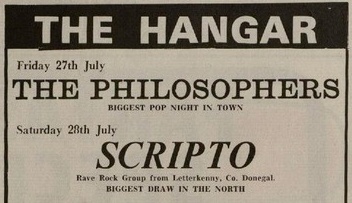 THE HANGAR
Friday 27th July
THE PHILOSOPHERS
BIGGEST POP NIGHT IN TOWN
Saturday 28th July
SCRIPTO
Rave Rock Group from Letterkenny, Co. Donegal.
BIGGEST DRAW IN THE NORTH